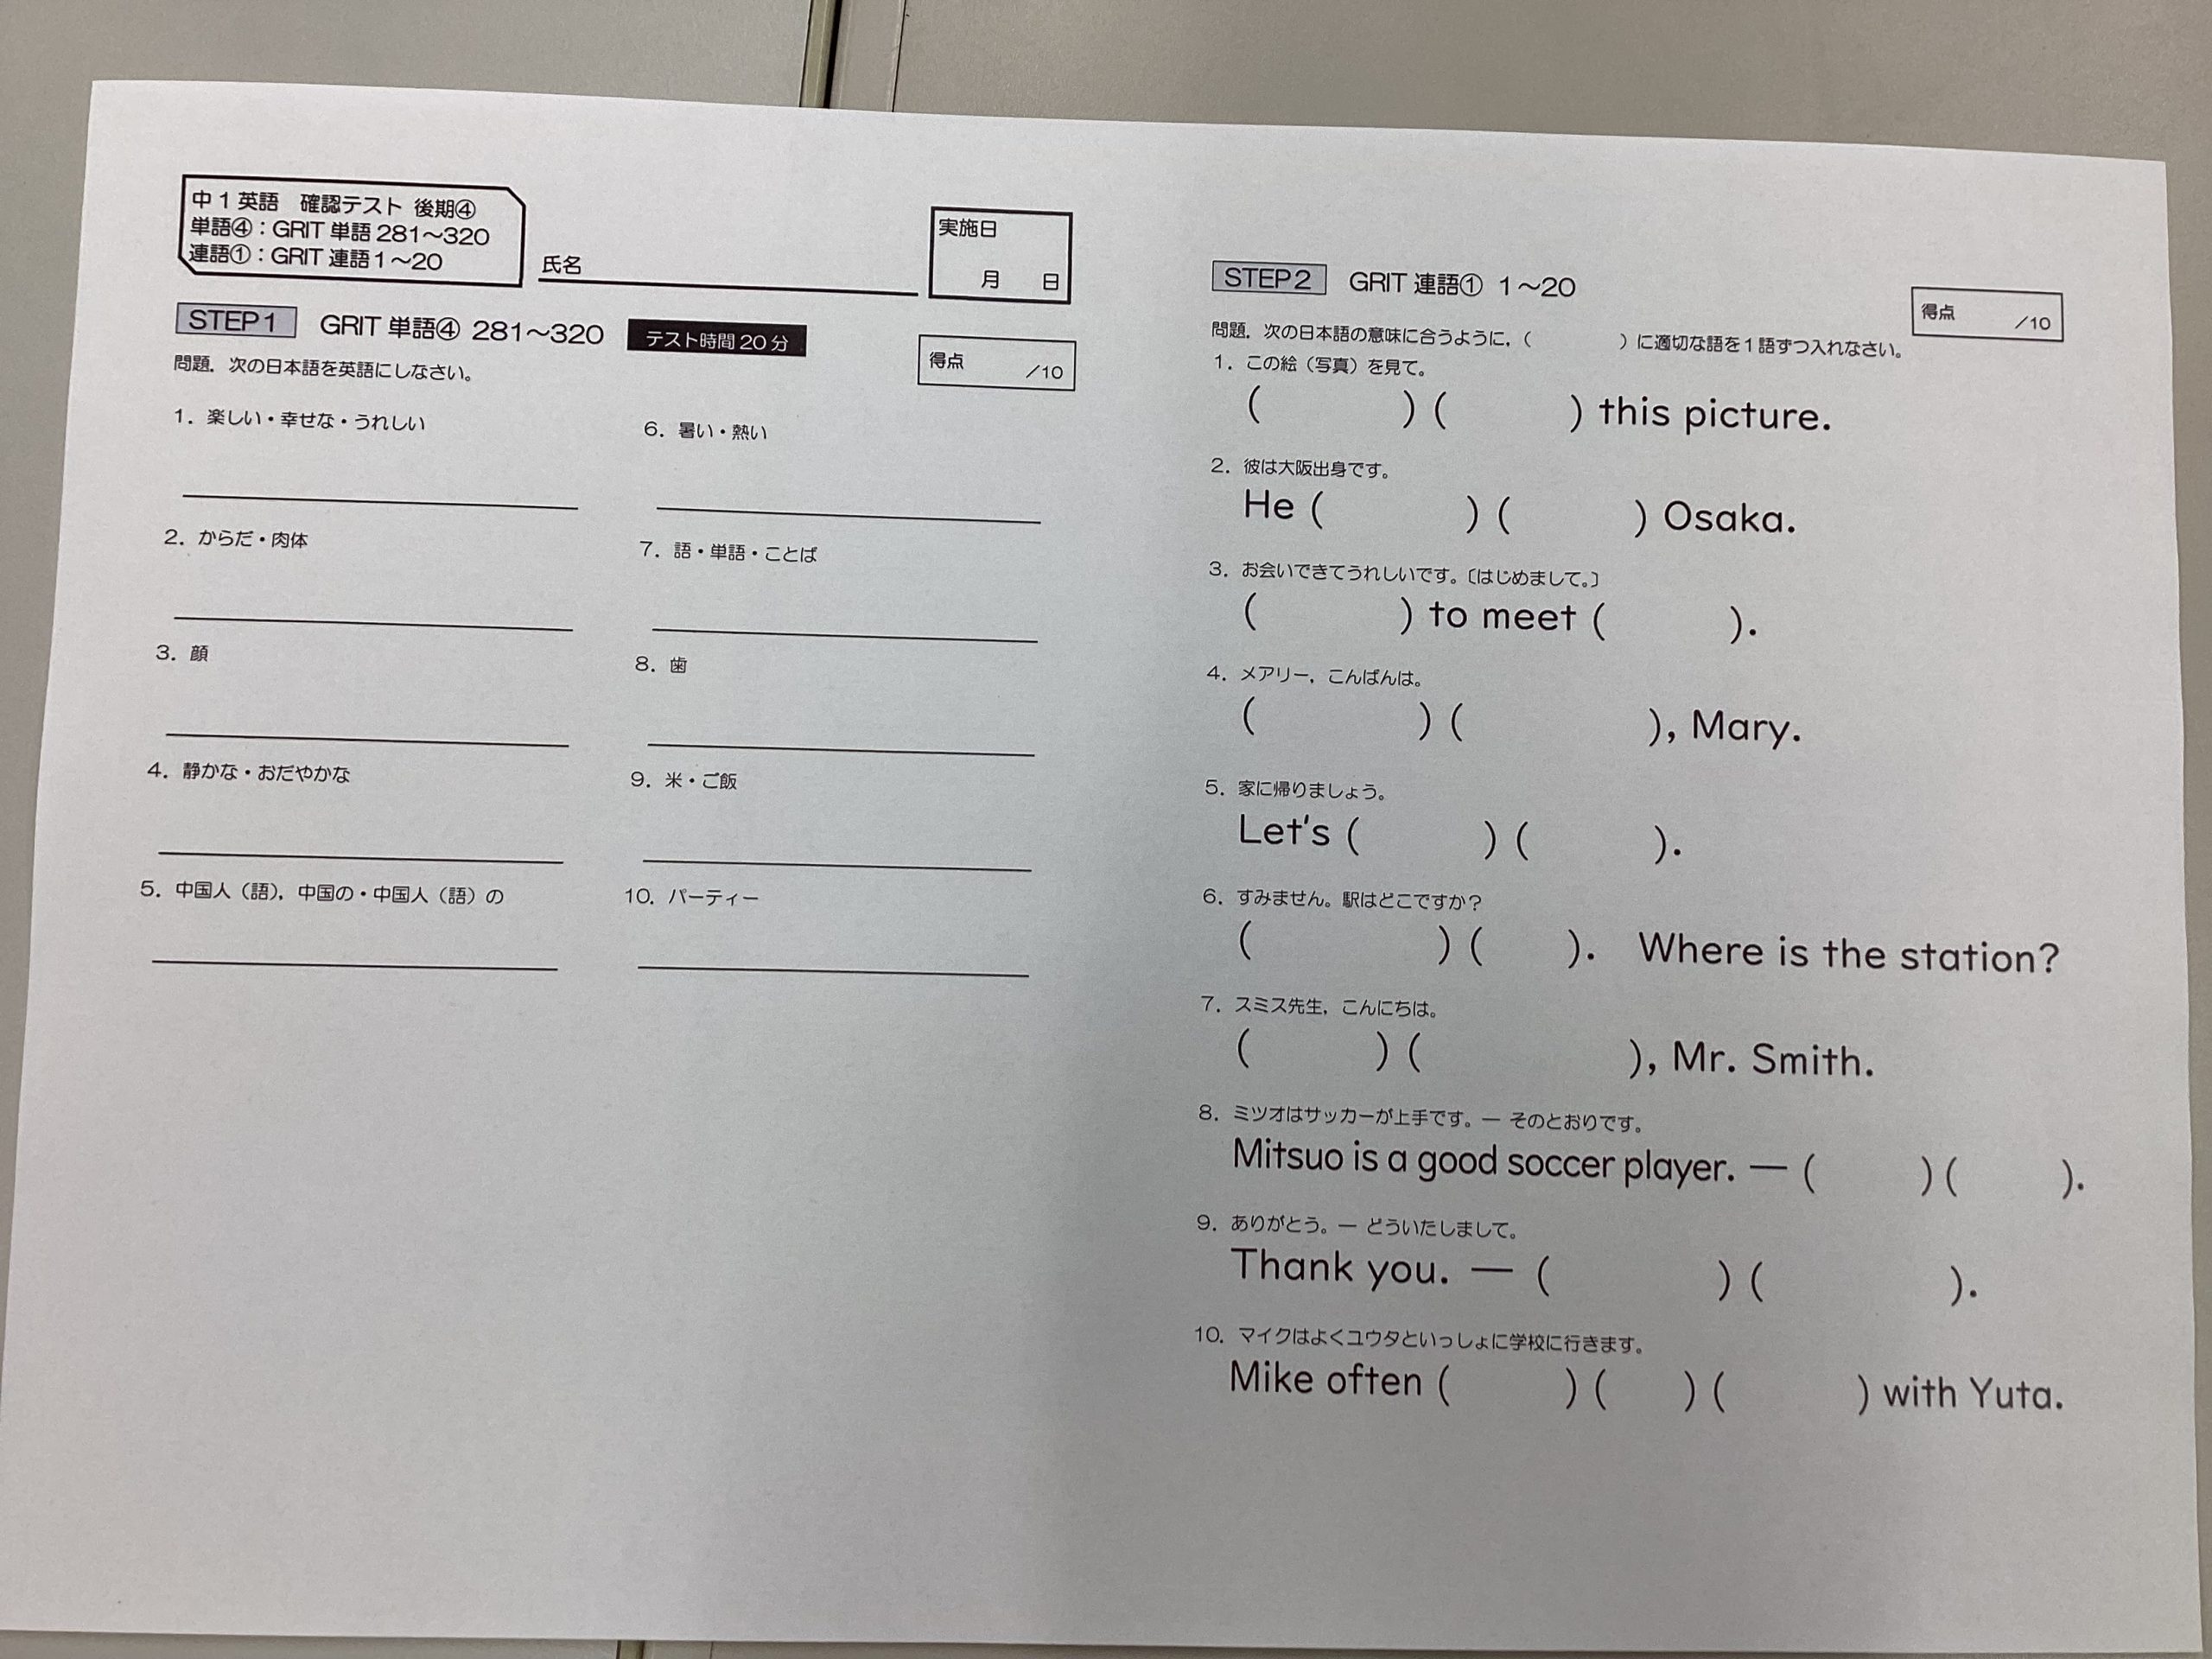 中1英語 確認テスト 後期④
単語④：GRIT 単語 281～320
連語①：GRIT 連語 1～20
氏名
実施日
月 日
STEP1 GRIT 単語④ 281～320 テスト時間 20 分
得点 /10
問題．次の日本語を英語にしなさい。
1．楽しい・幸せな・うれしい
2．からだ・肉体
3．顔
4．静かな・おだやかな
5．中国人（語），中国の・中国人（語）の
6．暑い・熱い
7．語・単語・ことば
8．歯
9．米・ご飯
10．パーティー
STEP2 GRIT 連語① 1～20
得点 /10
問題．次の日本語の意味に合うように，（ ）に適切な語を1語ずつ入れなさい。
1．この絵（写真）を見て。
( ) ( ) this picture.
2．彼は大阪出身です。
He ( ) ( ) Osaka.
3．お会いできてうれしいです。〔はじめまして。〕
( ) to meet ( ).
4．メアリー，こんばんは。
( ) ( ), Mary.
5．家に帰りましょう。
Let's ( ) ( ).
6．すみません。駅はどこですか？
( ) ( ). Where is the station?
7．スミス先生，こんにちは。
( ) ( ), Mr. Smith.
8．ミツオはサッカーが上手です。― そのとおりです。
Mitsuo is a good soccer player. ― ( ) ( ).
9．ありがとう。― どういたしまして。
Thank you. ― ( ) ( ).
10．マイクはよくユウタといっしょに学校に行きます。
Mike often ( ) ( ) ( ) with Yuta.